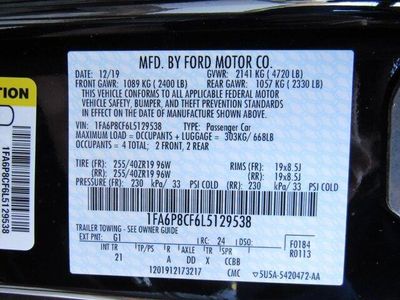 MFD. BY FORD MOTOR CO.
DATE: 12/19 GVWR: 2141 KG ( 4720 LB)
FRONT GAWR: 1089 KG ( 2400 LB) REAR GAWR: 1057 KG ( 2330 LB)
THIS VEHICLE CONFORMS TO ALL APPLICABLE FEDERAL MOTOR
VEHICLE SAFETY, BUMPER, AND THEFT PREVENTION STANDARDS
IN EFFECT ON THE DATE OF MANUFACTURE SHOWN ABOVE.
VIN: 1FA6P8CF6L5129538 TYPE: Passenger Car
MAXIMUM LOAD = OCCUPANTS + LUGGAGE = 303KG/ 668LB
OCCUPANTS = 4 TOTAL; 2 FRONT, 2 REAR
TIRE (FR): 255/40ZR19 96W RIMS (FR): 19x8.5J
TIRE (RR): 255/40ZR19 96W (RR): 19x8.5J
PRESSURE (FR): 230 kPa/ 33 PSI COLD (RR): 230 kPa/ 33 PSI COLD
1FA6P8CF6L5129538
TRAILER TOWING - SEE OWNER GUIDE
EXT PNT: G1 RC: 24 DSO: F0184
INT TR TP/PS R AXLE TR SPR R0113
21 A DD X CCBB
1201912173217 CMC 5U5A-5420472-AA
1FA6P8CF6L5129538